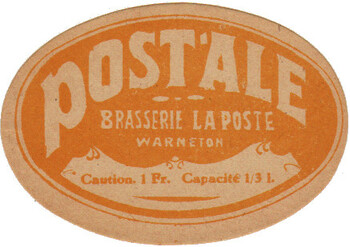 POST'ALE
BRASSERIE LA POSTE
WARNETON
Caution. 1 Fr. Capacité 1/3 l.